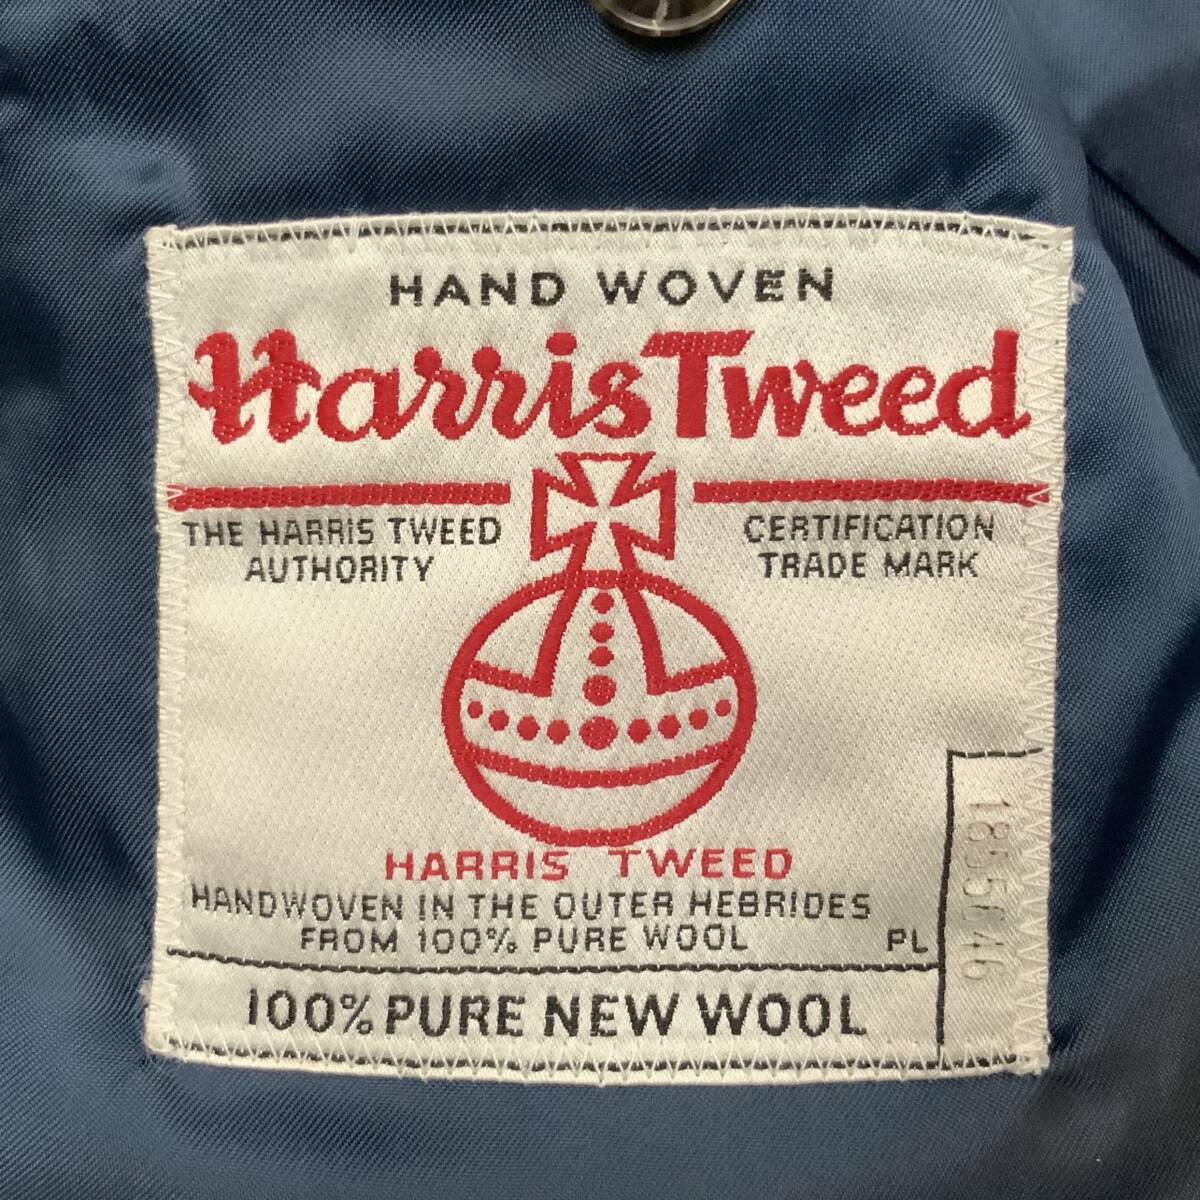 HAND WOVEN
Harris Tweed
THE HARRIS TWEED
AUTHORITY
CERTIFICATION
TRADE MARK
HARRIS TWEED
HANDWOVEN IN THE OUTER HEBRIDES
FROM 100% PURE WOOL
PL
1855646
100% PURE NEW WOOL